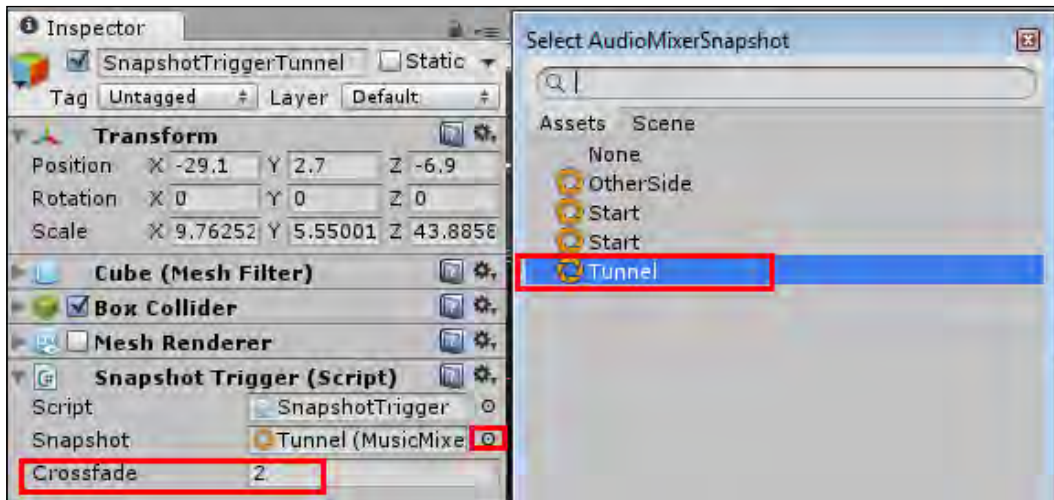 Inspector
SnapshotTriggerTunnel Static
Tag Untagged Layer Default
Transform
Position X -29.1 Y 2.7 Z -6.9
Rotation X 0 Y 0 Z 0
Scale X 9.76252 Y 5.55001 Z 43.8858
Cube (Mesh Filter)
Box Collider
Mesh Renderer
Snapshot Trigger (Script)
Script SnapshotTrigger
Snapshot Tunnel (MusicMixe
Crossfade 2
Select AudioMixerSnapshot
Assets Scene
None
OtherSide
Start
Start
Tunnel